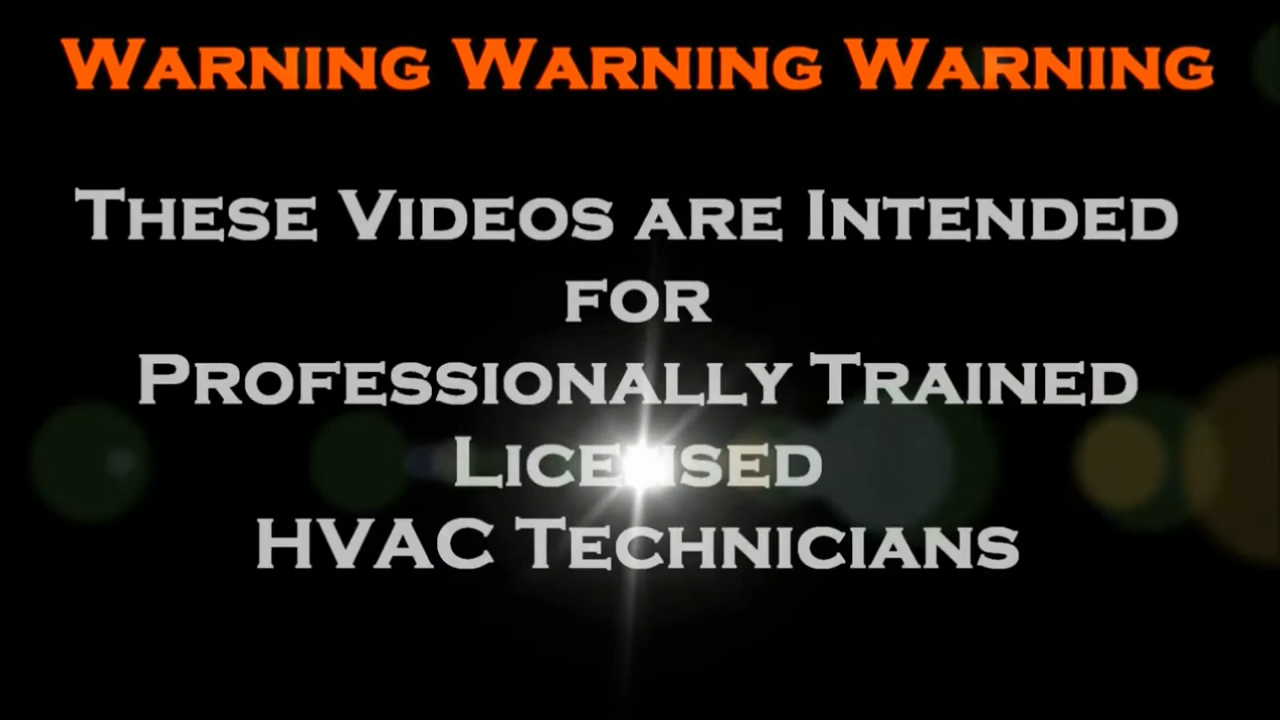 Warning Warning Warning
These Videos are Intended
for
Professionally Trained
Licensed
HVAC Technicians